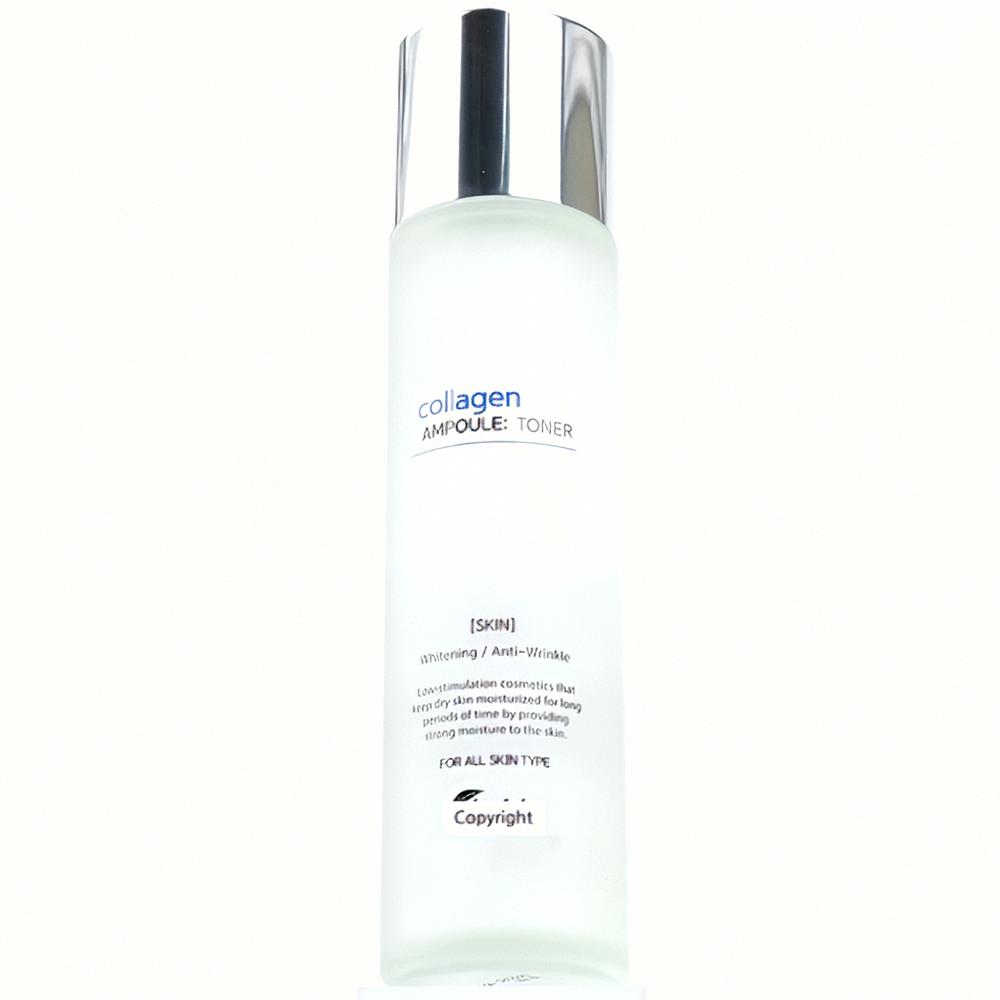 collagen
AMPOULE: TONER
[SKIN]
Whitening / Anti-Wrinkle
Low-stimulation cosmetics that
keep dry skin moisturized for long
periods of time by providing
strong moisture to the skin.
FOR ALL SKIN TYPE
Copyright